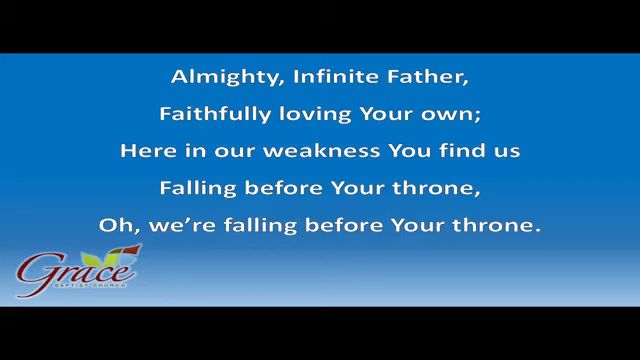 Almighty, Infinite Father,
Faithfully loving Your own;
Here in our weakness You find us
Falling before Your throne,
Oh, we're falling before Your throne.
Grace
BAPTIST CHURCH